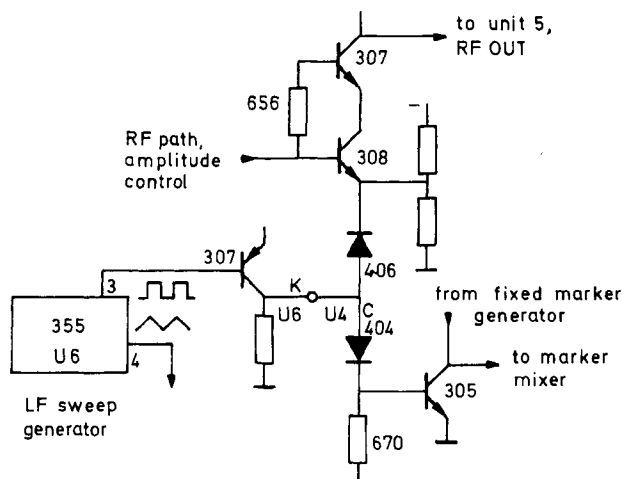 to unit 5,
RF OUT
307
656
RF path,
amplitude
control
308
307
406
3
K
U6
U4
C
404
from fixed marker
generator
355
U6
4
to marker
mixer
305
LF sweep
generator
670